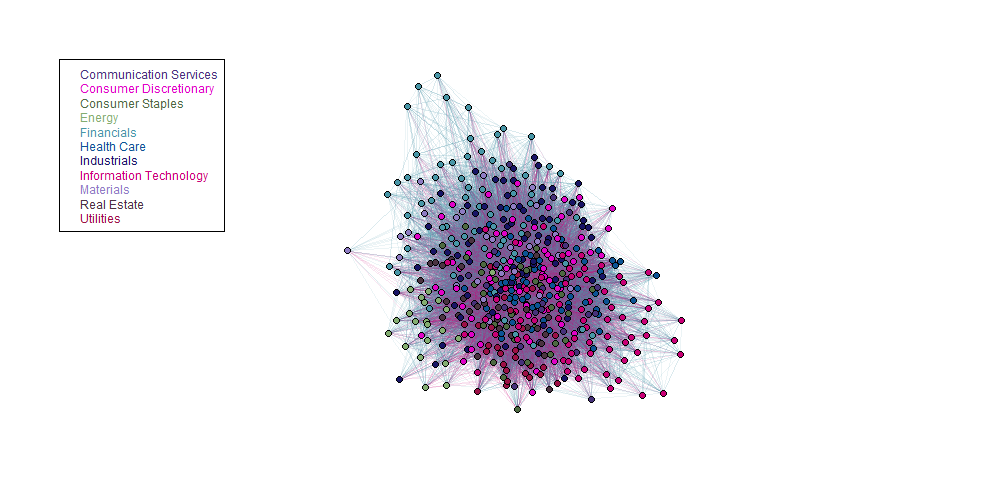 Communication Services
Consumer Discretionary
Consumer Staples
Energy
Financials
Health Care
Industrials
Information Technology
Materials
Real Estate
Utilities